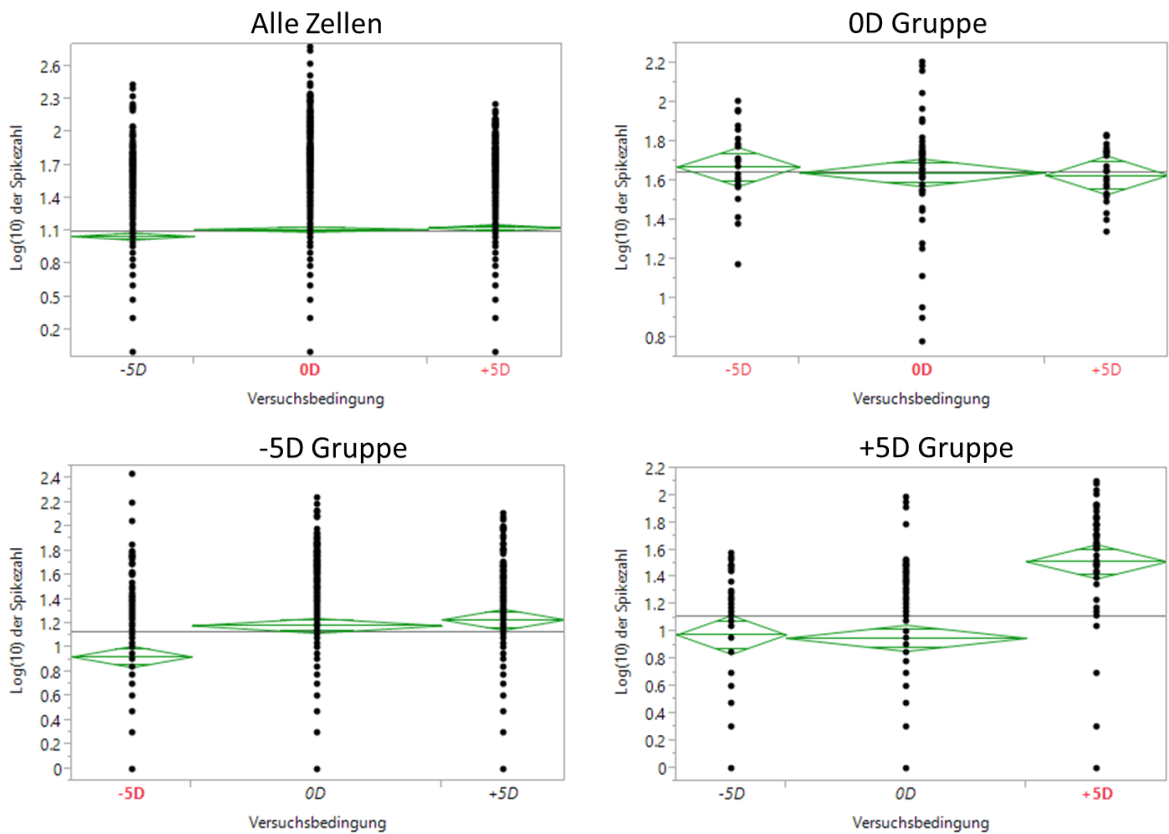 Alle Zellen
Log(10) der Spikezahl
2.6
2.3
2
1.7
1.4
1.1
0.8
0.5
0.2
-5D 0D +5D
Versuchsbedingung
0D Gruppe
Log(10) der Spikezahl
2.2
2
1.8
1.6
1.4
1.2
1
0.8
-5D 0D +5D
Versuchsbedingung
-5D Gruppe
Log(10) der Spikezahl
2.4
2.2
2
1.8
1.6
1.4
1.2
1
0.8
0.6
0.4
0.2
0
-5D 0D +5D
Versuchsbedingung
+5D Gruppe
Log(10) der Spikezahl
2.2
2
1.8
1.6
1.4
1.2
1
0.8
0.6
0.4
0.2
0
-5D 0D +5D
Versuchsbedingung